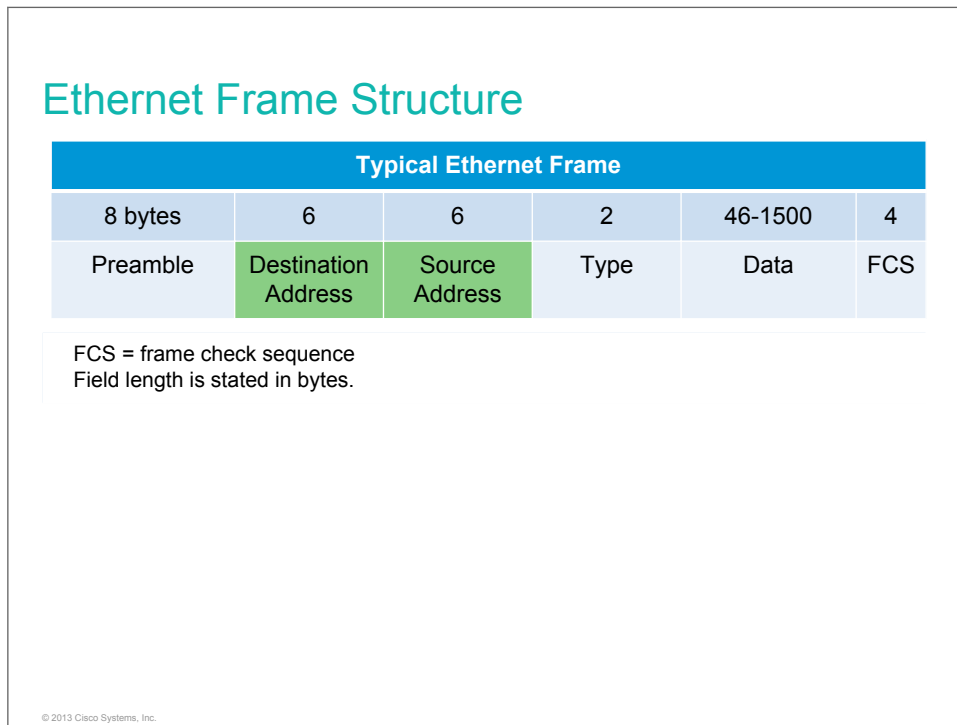 Ethernet Frame Structure
Typical Ethernet Frame
8 bytes 6 6 2 46-1500 4
Preamble Destination Address Source Address Type Data FCS
FCS = frame check sequence
Field length is stated in bytes.
© 2013 Cisco Systems, Inc.